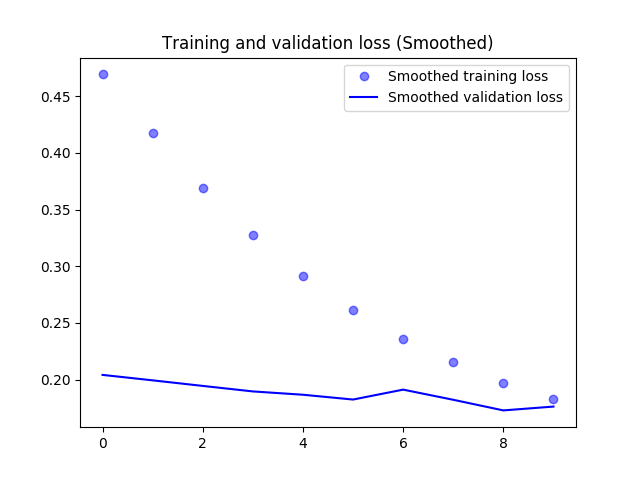 Training and validation loss (Smoothed)
Smoothed training loss
Smoothed validation loss
0.45
0.40
0.35
0.30
0.25
0.20
0 2 4 6 8